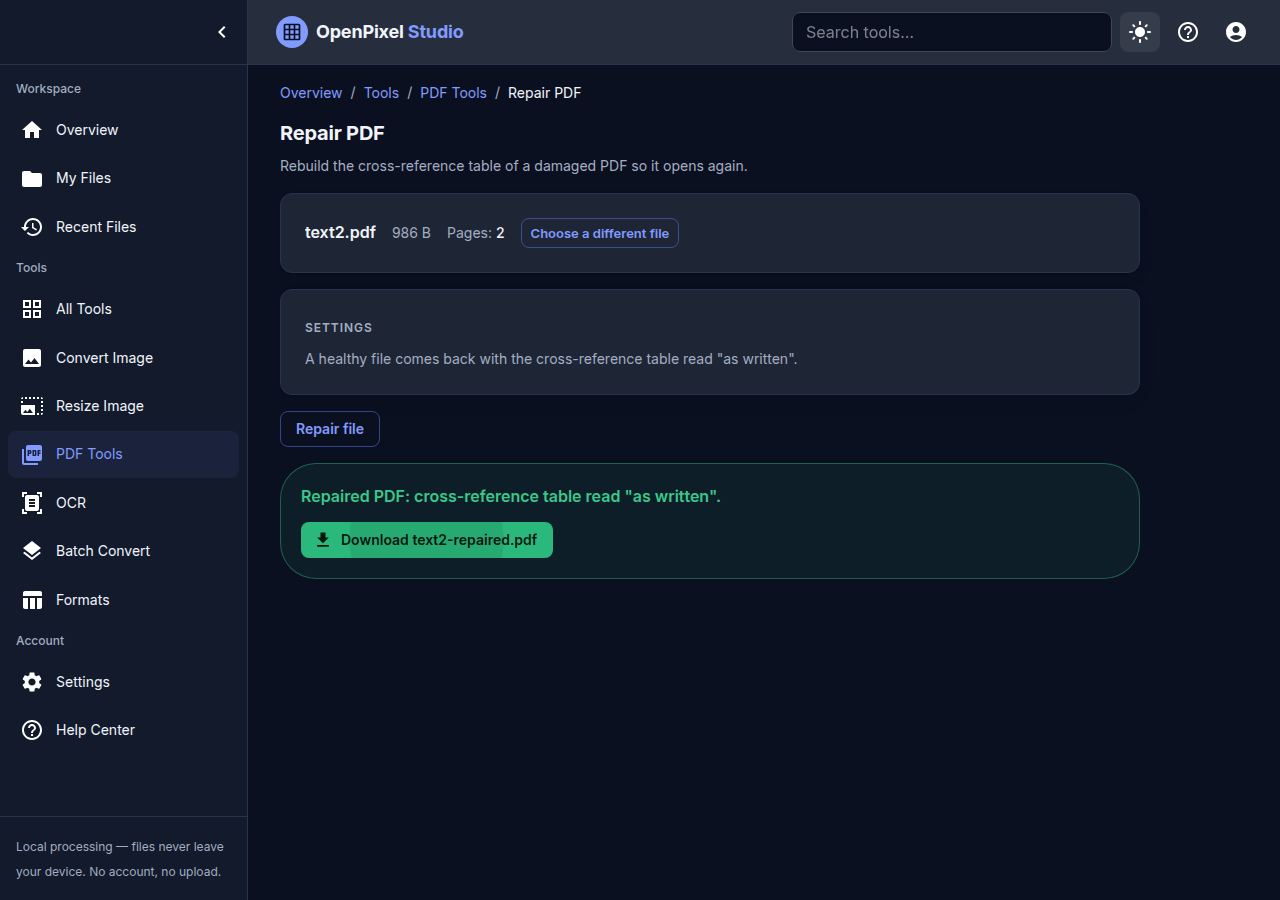 OpenPixel Studio
Search tools...
Workspace
Overview
My Files
Recent Files
Tools
All Tools
Convert Image
Resize Image
PDF Tools
OCR
Batch Convert
Formats
Account
Settings
Help Center
Local processing — files never leave
your device. No account, no upload.
Overview / Tools / PDF Tools / Repair PDF
Repair PDF
Rebuild the cross-reference table of a damaged PDF so it opens again.
text2.pdf 986 B Pages: 2 Choose a different file
SETTINGS
A healthy file comes back with the cross-reference table read "as written".
Repair file
Repaired PDF: cross-reference table read "as written".
Download text2-repaired.pdf